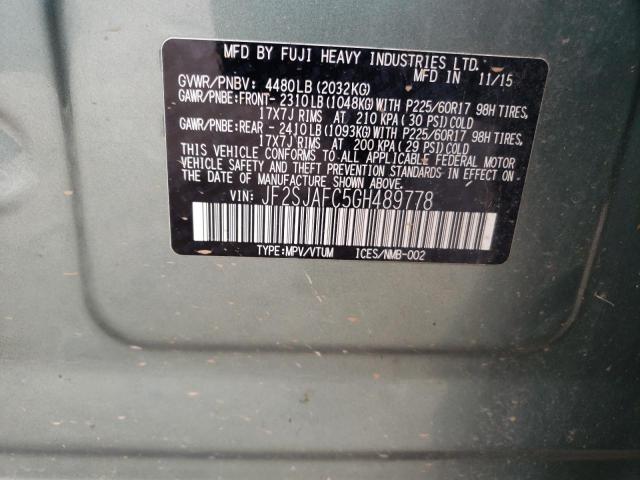 MFD BY FUJI HEAVY INDUSTRIES LTD.
MFD IN 11/15
GVWR/PNBV: 4480LB (2032KG)
GAWR/PNBE: FRONT- 2310LB (1048KG) WITH P225/60R17 98H TIRES,
17X7J RIMS AT 210 KPA (30 PSI) COLD
GAWR/PNBE: REAR - 2410LB (1093KG) WITH P225/60R17 98H TIRES,
17X7J RIMS AT 200 KPA (29 PSI) COLD
THIS VEHICLE CONFORMS TO ALL APPLICABLE FEDERAL MOTOR
VEHICLE SAFETY AND THEFT PREVENTION STANDARDS IN EFFECT ON
THE DATE OF MANUFACTURE SHOWN ABOVE.
VIN: JF2SJAFC5GH489778
TYPE:MPV/VTUM ICES/NMB-002